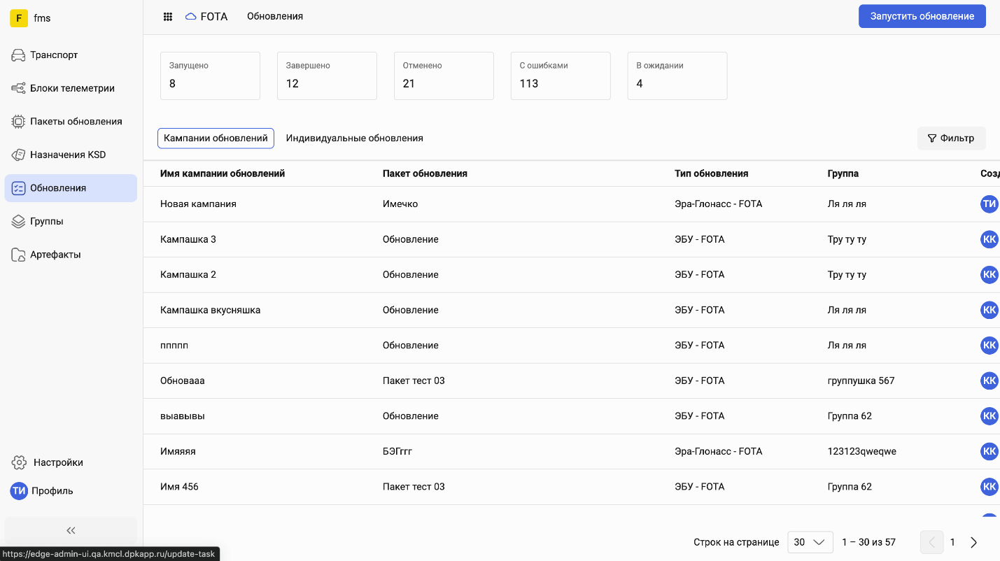 F fms
FOTA Обновления Запустить обновление
Транспорт
Блоки телеметрии
Пакеты обновления
Назначения KSD
Обновления
Группы
Артефакты
Настройки
ТИ Профиль
Запущено
8
Завершено
12
Отменено
21
С ошибками
113
В ожидании
4
Кампании обновлений Индивидуальные обновления Фильтр
Имя кампании обновлений Пакет обновления Тип обновления Группа
Новая кампания Имечко Эра-Глонасс - FOTA Ля ля ля ТИ
Кампашка 3 Обновление ЭБУ - FOTA Тру ту ту КК
Кампашка 2 Обновление ЭБУ - FOTA Тру ту ту КК
Кампашка вкусняшка Обновление ЭБУ - FOTA Ля ля ля КК
ппппп Обновление ЭБУ - FOTA Ля ля ля КК
Обновааа Пакет тест 03 ЭБУ - FOTA группушка 567 КК
выавывы Обновление ЭБУ - FOTA Группа 62 КК
Имяяяя БЭГггг Эра-Глонасс - FOTA 123123qweqwe КК
Имя 456 Пакет тест 03 ЭБУ - FOTA Группа 62 КК
Строк на странице 30 1 – 30 из 57 1
https://edge-admin-ui.qa.kmcl.dpkapp.ru/update-task